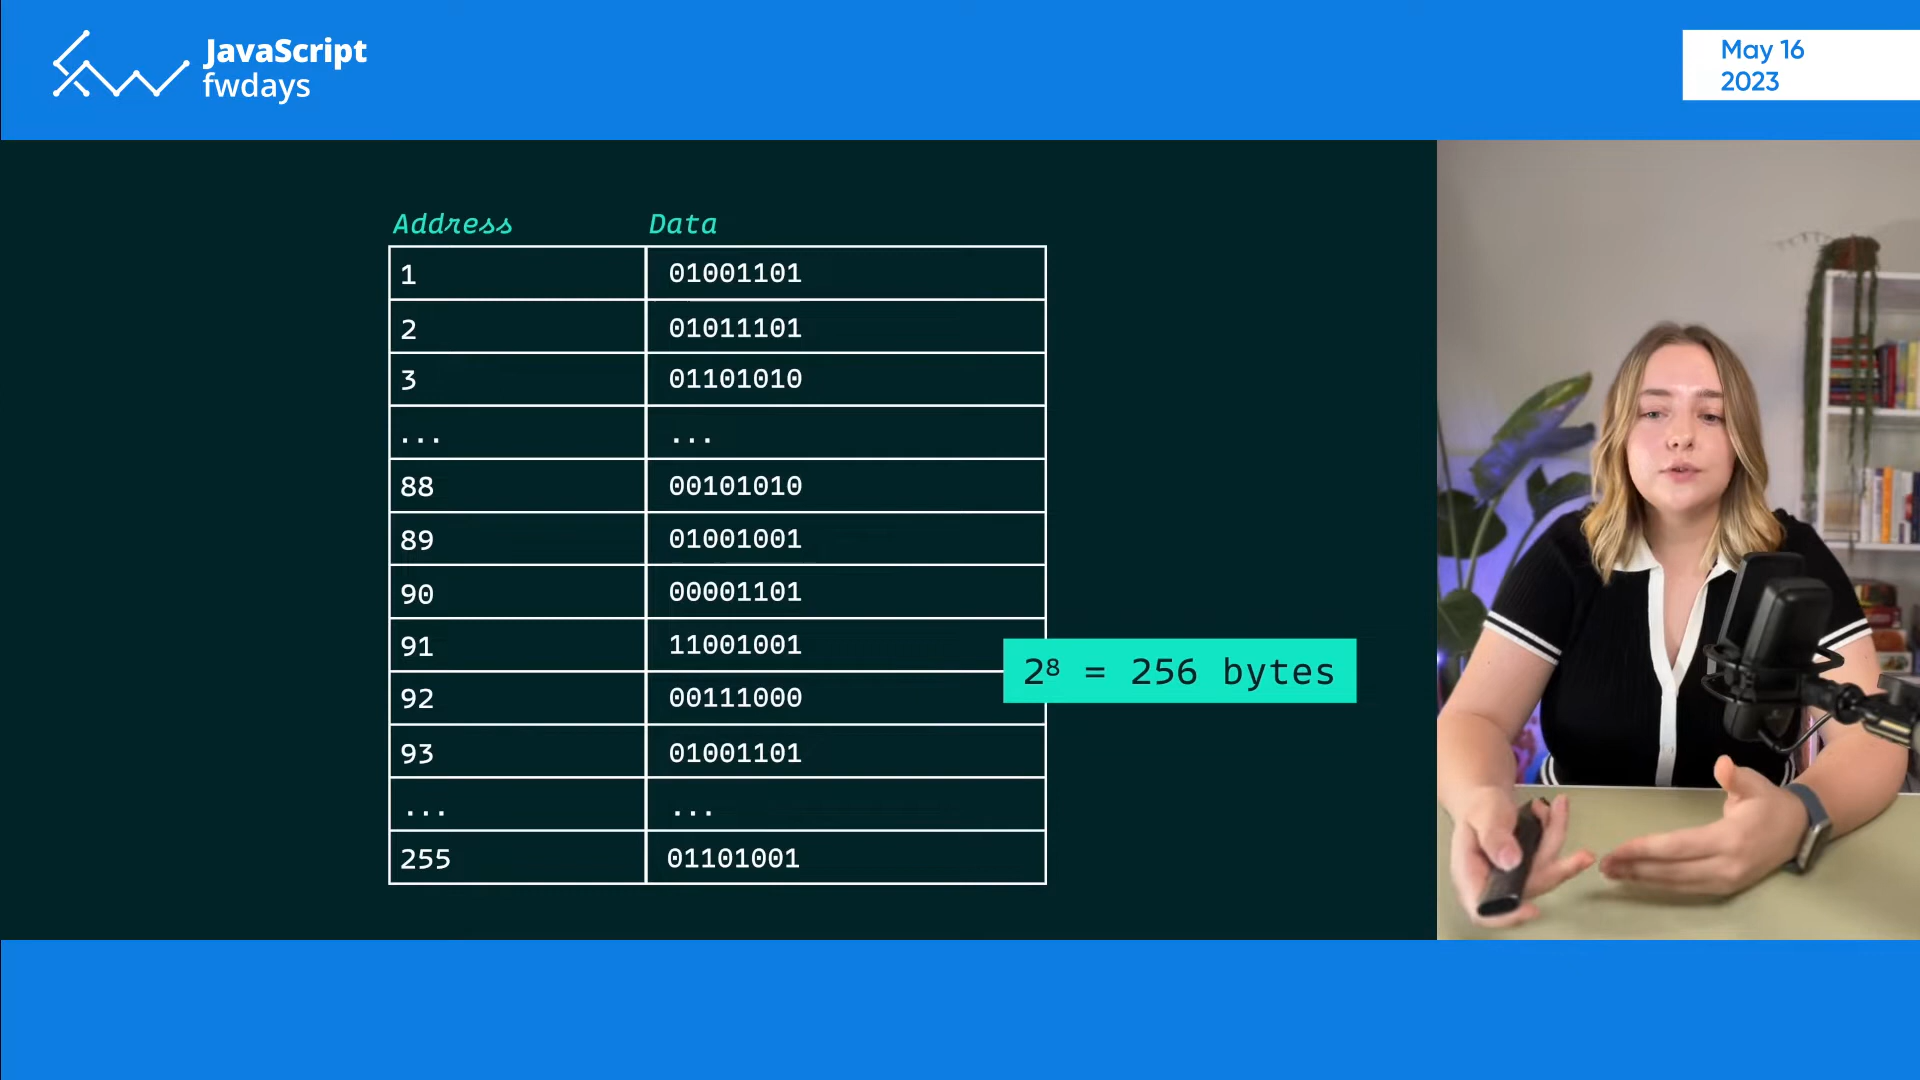 JavaScript
fwdays
May 16
2023
Address Data
1 01001101
2 01011101
3 01101010
... ...
88 00101010
89 01001001
90 00001101
91 11001001
92 00111000
93 01001101
... ...
255 01101001
2⁸ = 256 bytes